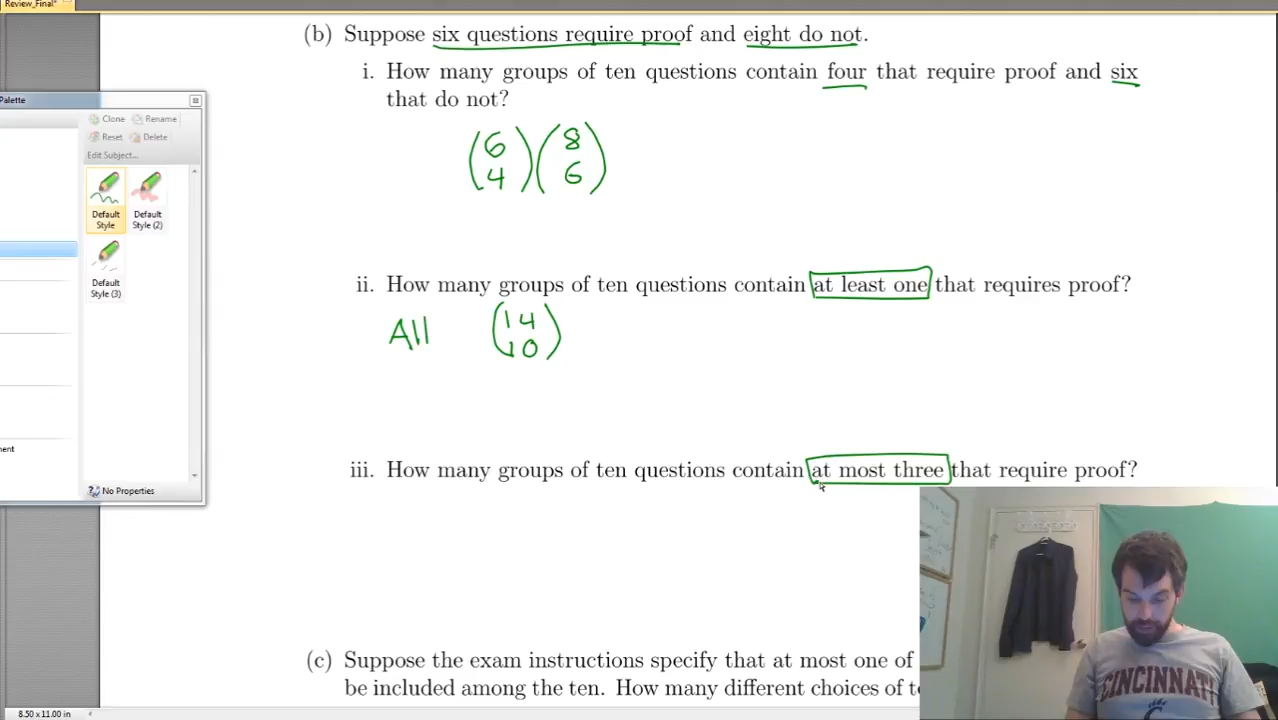 Review_Final*
(b) Suppose six questions require proof and eight do not.
i. How many groups of ten questions contain four that require proof and six
that do not?
Palette
Clone Rename
Reset Delete
Edit Subject...
(6 4)(8 6)
Default Style
Default Style (2)
Default Style (3)
ii. How many groups of ten questions contain at least one that requires proof?
All (14 10)
ment
No Properties
iii. How many groups of ten questions contain at most three that require proof?
(c) Suppose the exam instructions specify that at most one of
be included among the ten. How many different choices of t
CINCINNATI
C
8.50 x 11.00 in